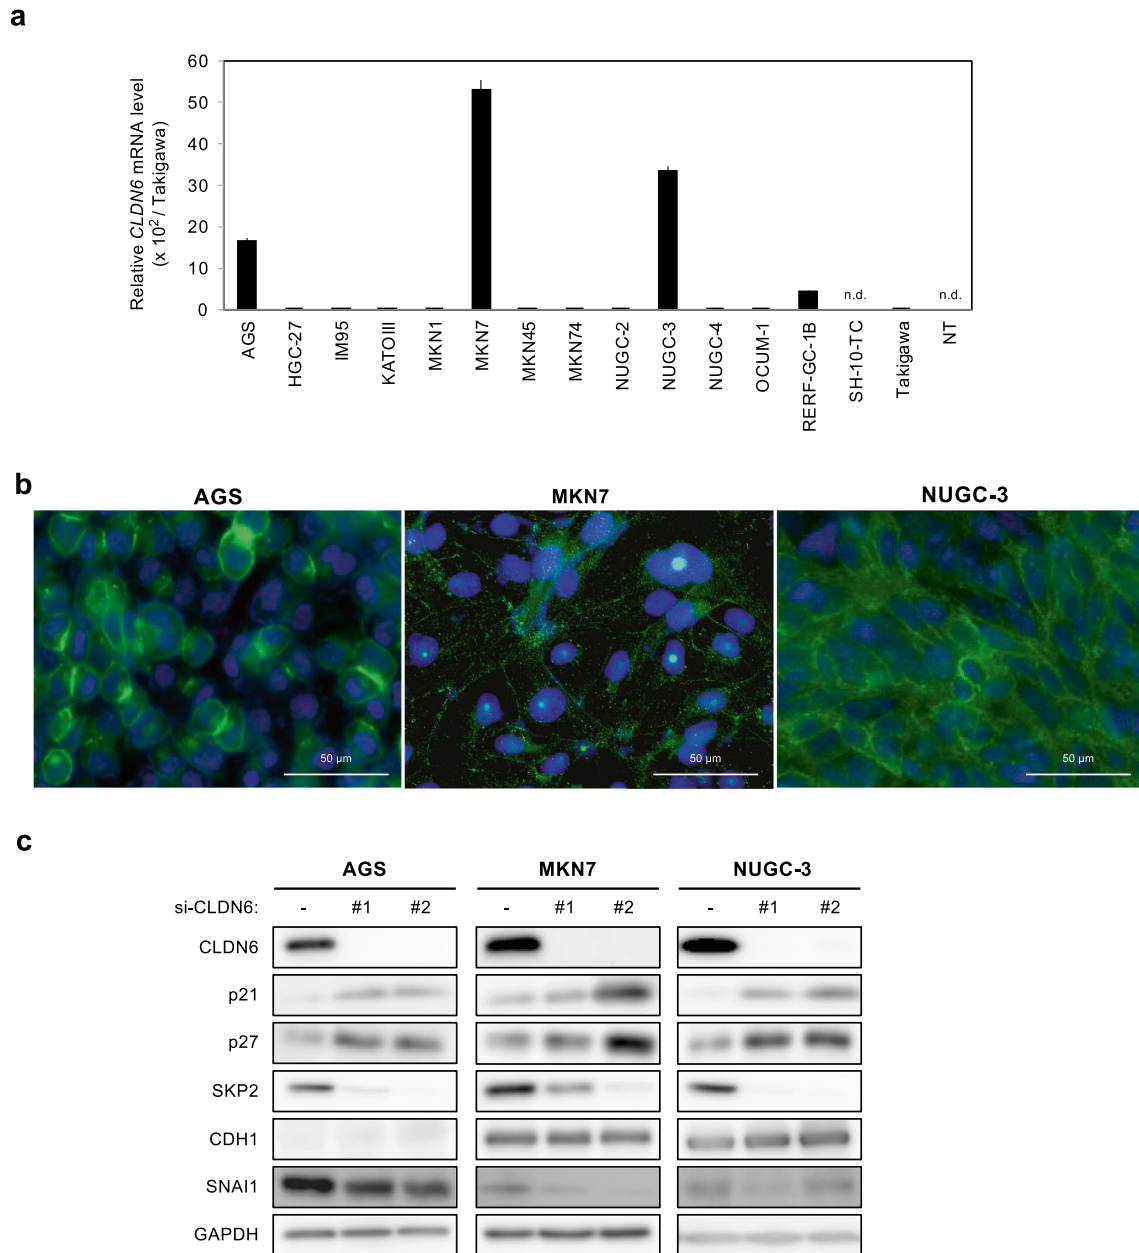 a
Relative CLDN6 mRNA level
(x 10² / Takigawa)
60
50
40
30
20
10
0
n.d.
n.d.
AGS
HGC-27
IM95
KATOIII
MKN1
MKN7
MKN45
MKN74
NUGC-2
NUGC-3
NUGC-4
OCUM-1
RERF-GC-1B
SH-10-TC
Takigawa
NT
b
AGS
MKN7
NUGC-3
50 µm
50 µm
50 µm
c
AGS
MKN7
NUGC-3
si-CLDN6: - #1 #2 - #1 #2 - #1 #2
CLDN6
p21
p27
SKP2
CDH1
SNAI1
GAPDH